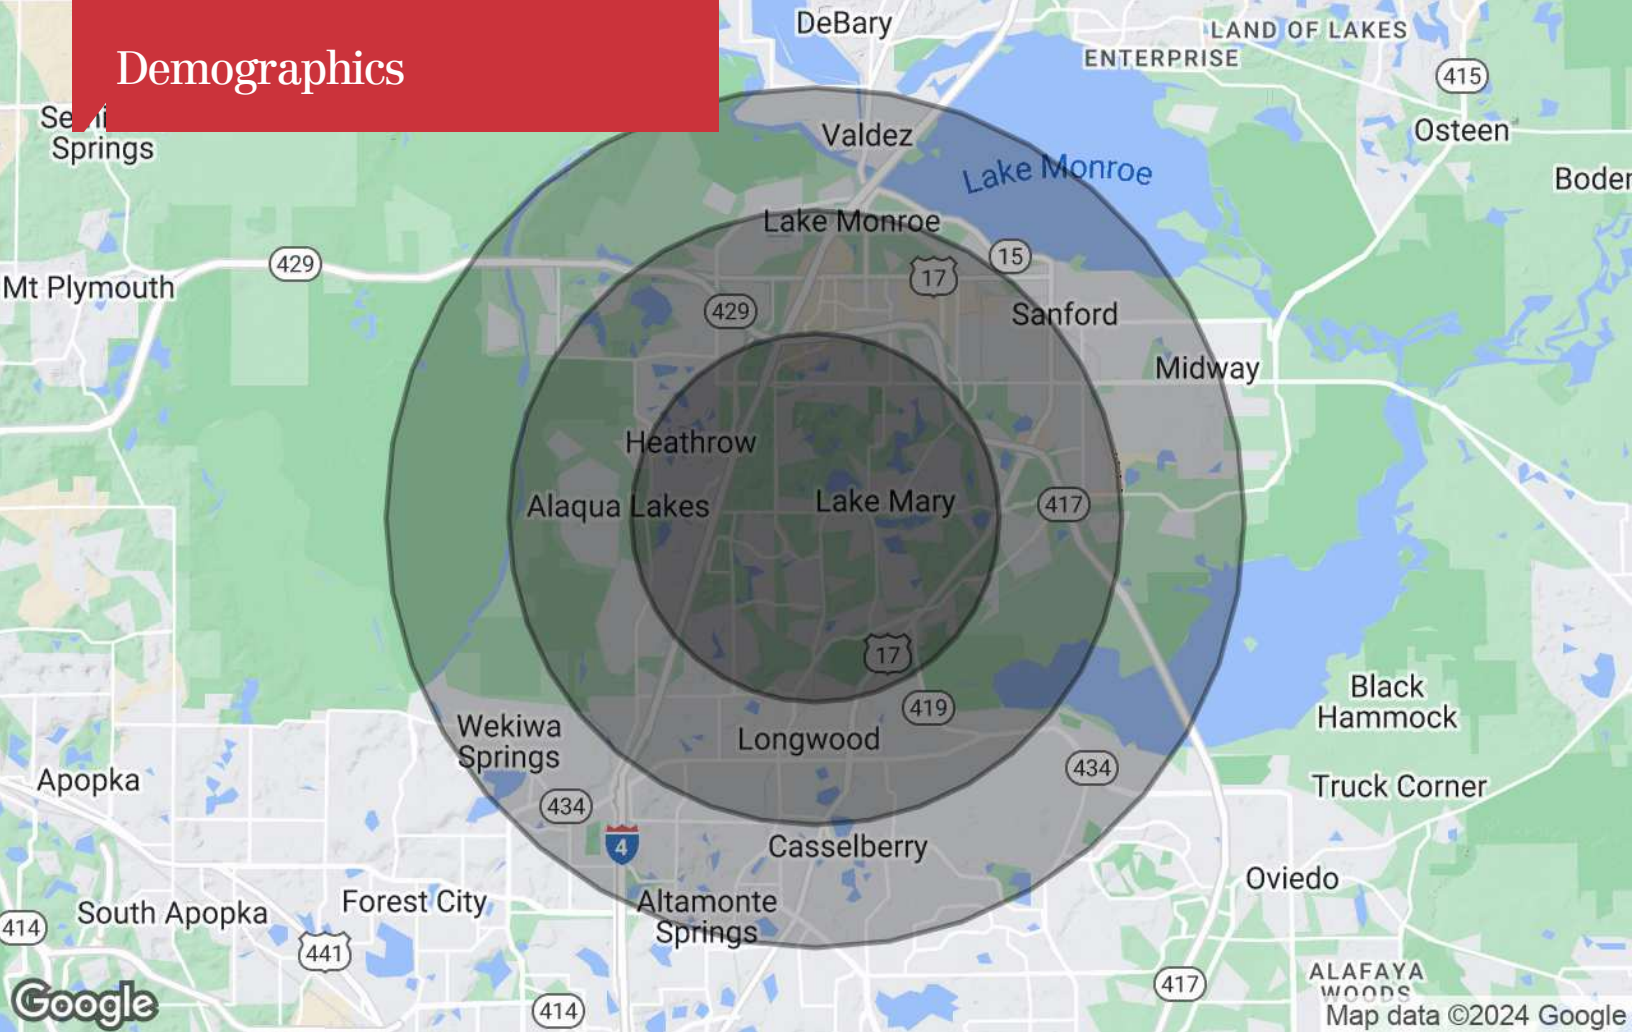 Demographics
DeBary
LAND OF LAKES
ENTERPRISE
415
Springs
Valdez
Osteen
Lake Monroe
Lake Monroe
15
429
17
Mt Plymouth
429
Sanford
Midway
Heathrow
Alaqua Lakes
Lake Mary
417
17
419
Black
Hammock
Wekiwa
Springs
Longwood
434
Apopka
Truck Corner
434
4
Casselberry
Oviedo
Forest City
Altamonte
Springs
South Apopka
414
441
ALAFAYA
WOODS
417
Google
414
Map data ©2024 Google